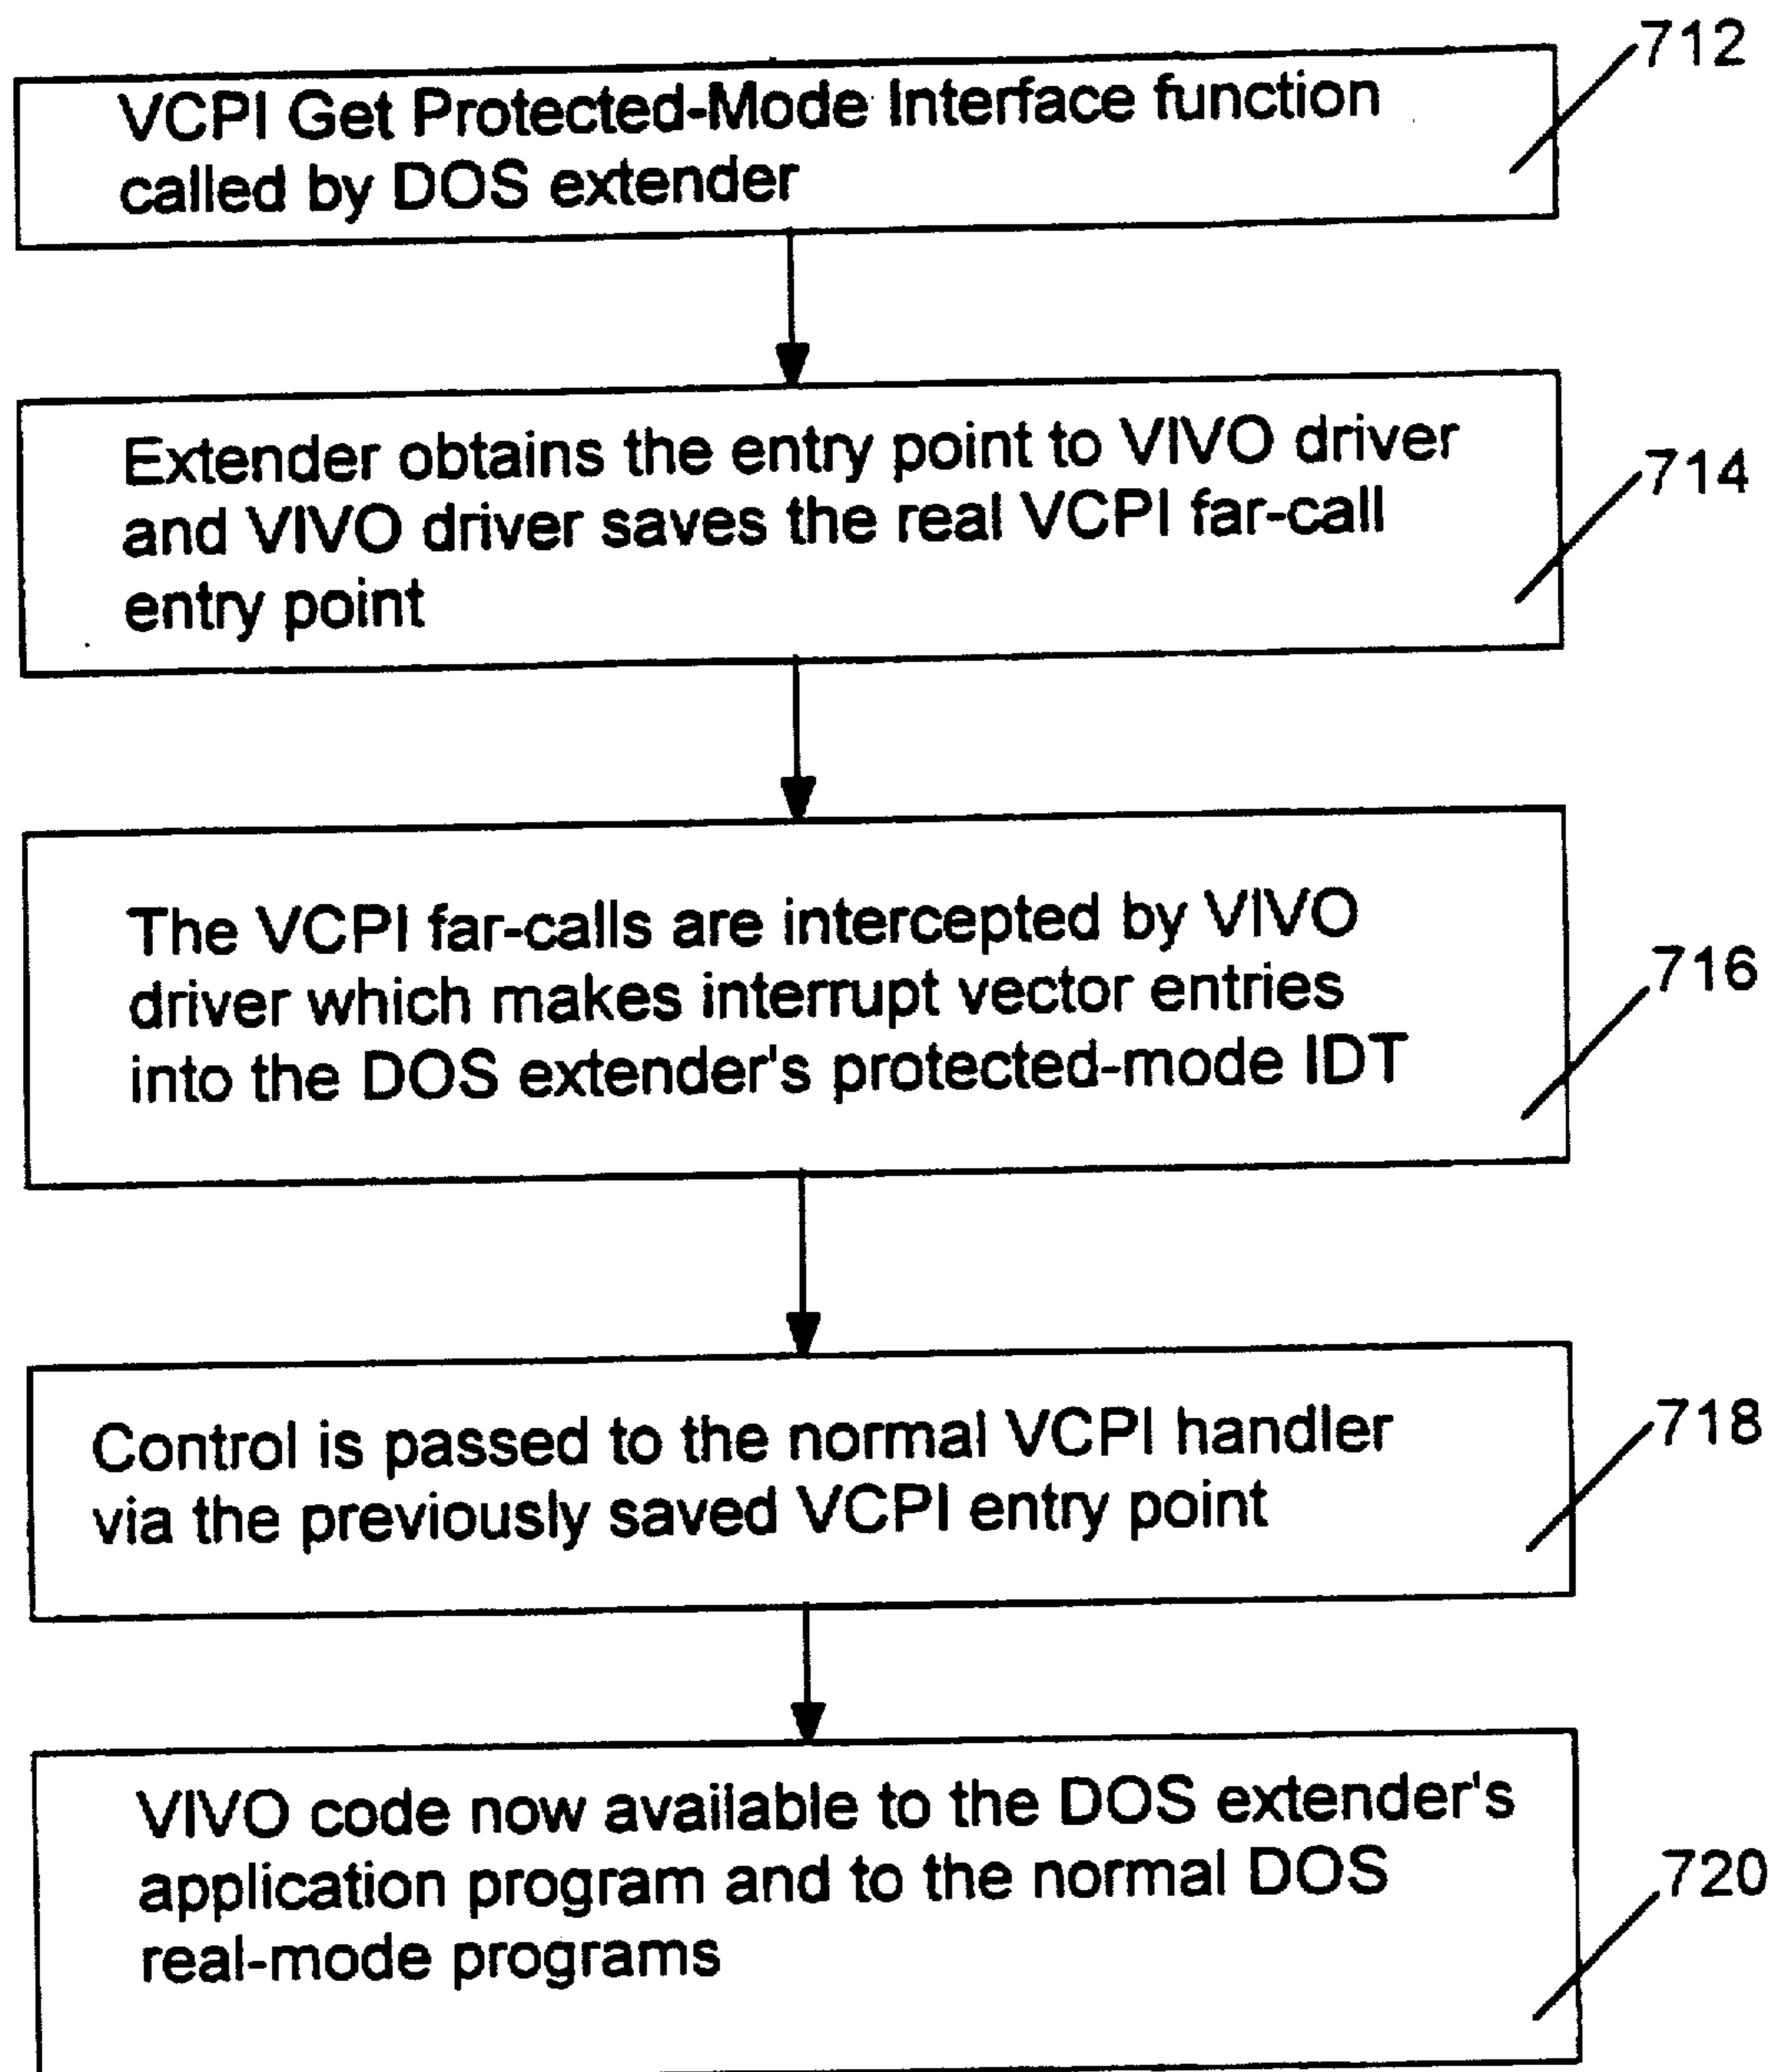 712
VCPI Get Protected-Mode Interface function
called by DOS extender
Extender obtains the entry point to VIVO driver
and VIVO driver saves the real VCPI far-call
entry point
714
The VCPI far-calls are intercepted by VIVO
driver which makes interrupt vector entries
into the DOS extender's protected-mode IDT
716
Control is passed to the normal VCPI handler
via the previously saved VCPI entry point
718
VIVO code now available to the DOS extender's
application program and to the normal DOS
real-mode programs
720